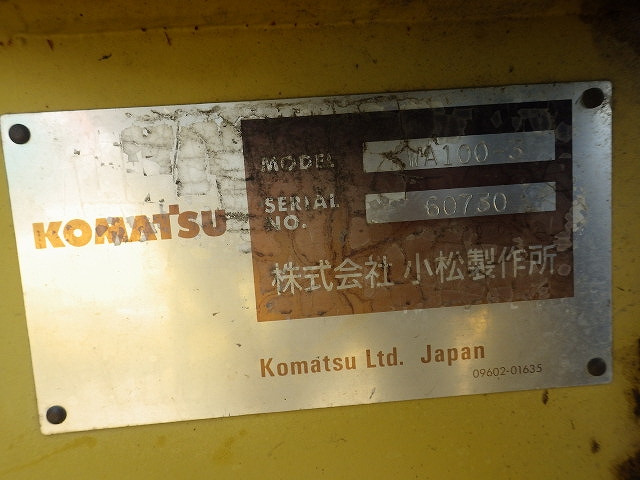 KOMATSU
MODEL WA100-3
SERIAL NO. 60730
株式会社 小松製作所
Komatsu Ltd. Japan
09602-01635